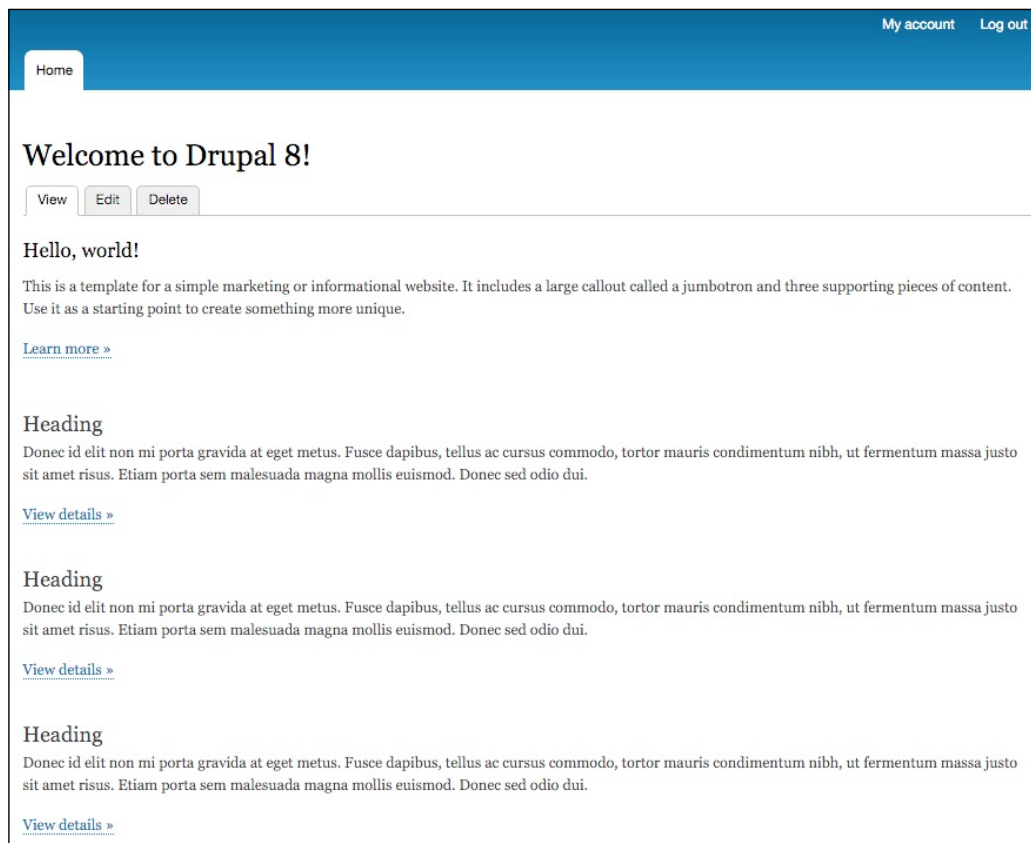 My account Log out
Home
Welcome to Drupal 8!
View Edit Delete
Hello, world!
This is a template for a simple marketing or informational website. It includes a large callout called a jumbotron and three supporting pieces of content.
Use it as a starting point to create something more unique.
Learn more »
Heading
Donec id elit non mi porta gravida at eget metus. Fusce dapibus, tellus ac cursus commodo, tortor mauris condimentum nibh, ut fermentum massa justo
sit amet risus. Etiam porta sem malesuada magna mollis euismod. Donec sed odio dui.
View details »
Heading
Donec id elit non mi porta gravida at eget metus. Fusce dapibus, tellus ac cursus commodo, tortor mauris condimentum nibh, ut fermentum massa justo
sit amet risus. Etiam porta sem malesuada magna mollis euismod. Donec sed odio dui.
View details »
Heading
Donec id elit non mi porta gravida at eget metus. Fusce dapibus, tellus ac cursus commodo, tortor mauris condimentum nibh, ut fermentum massa justo
sit amet risus. Etiam porta sem malesuada magna mollis euismod. Donec sed odio dui.
View details »